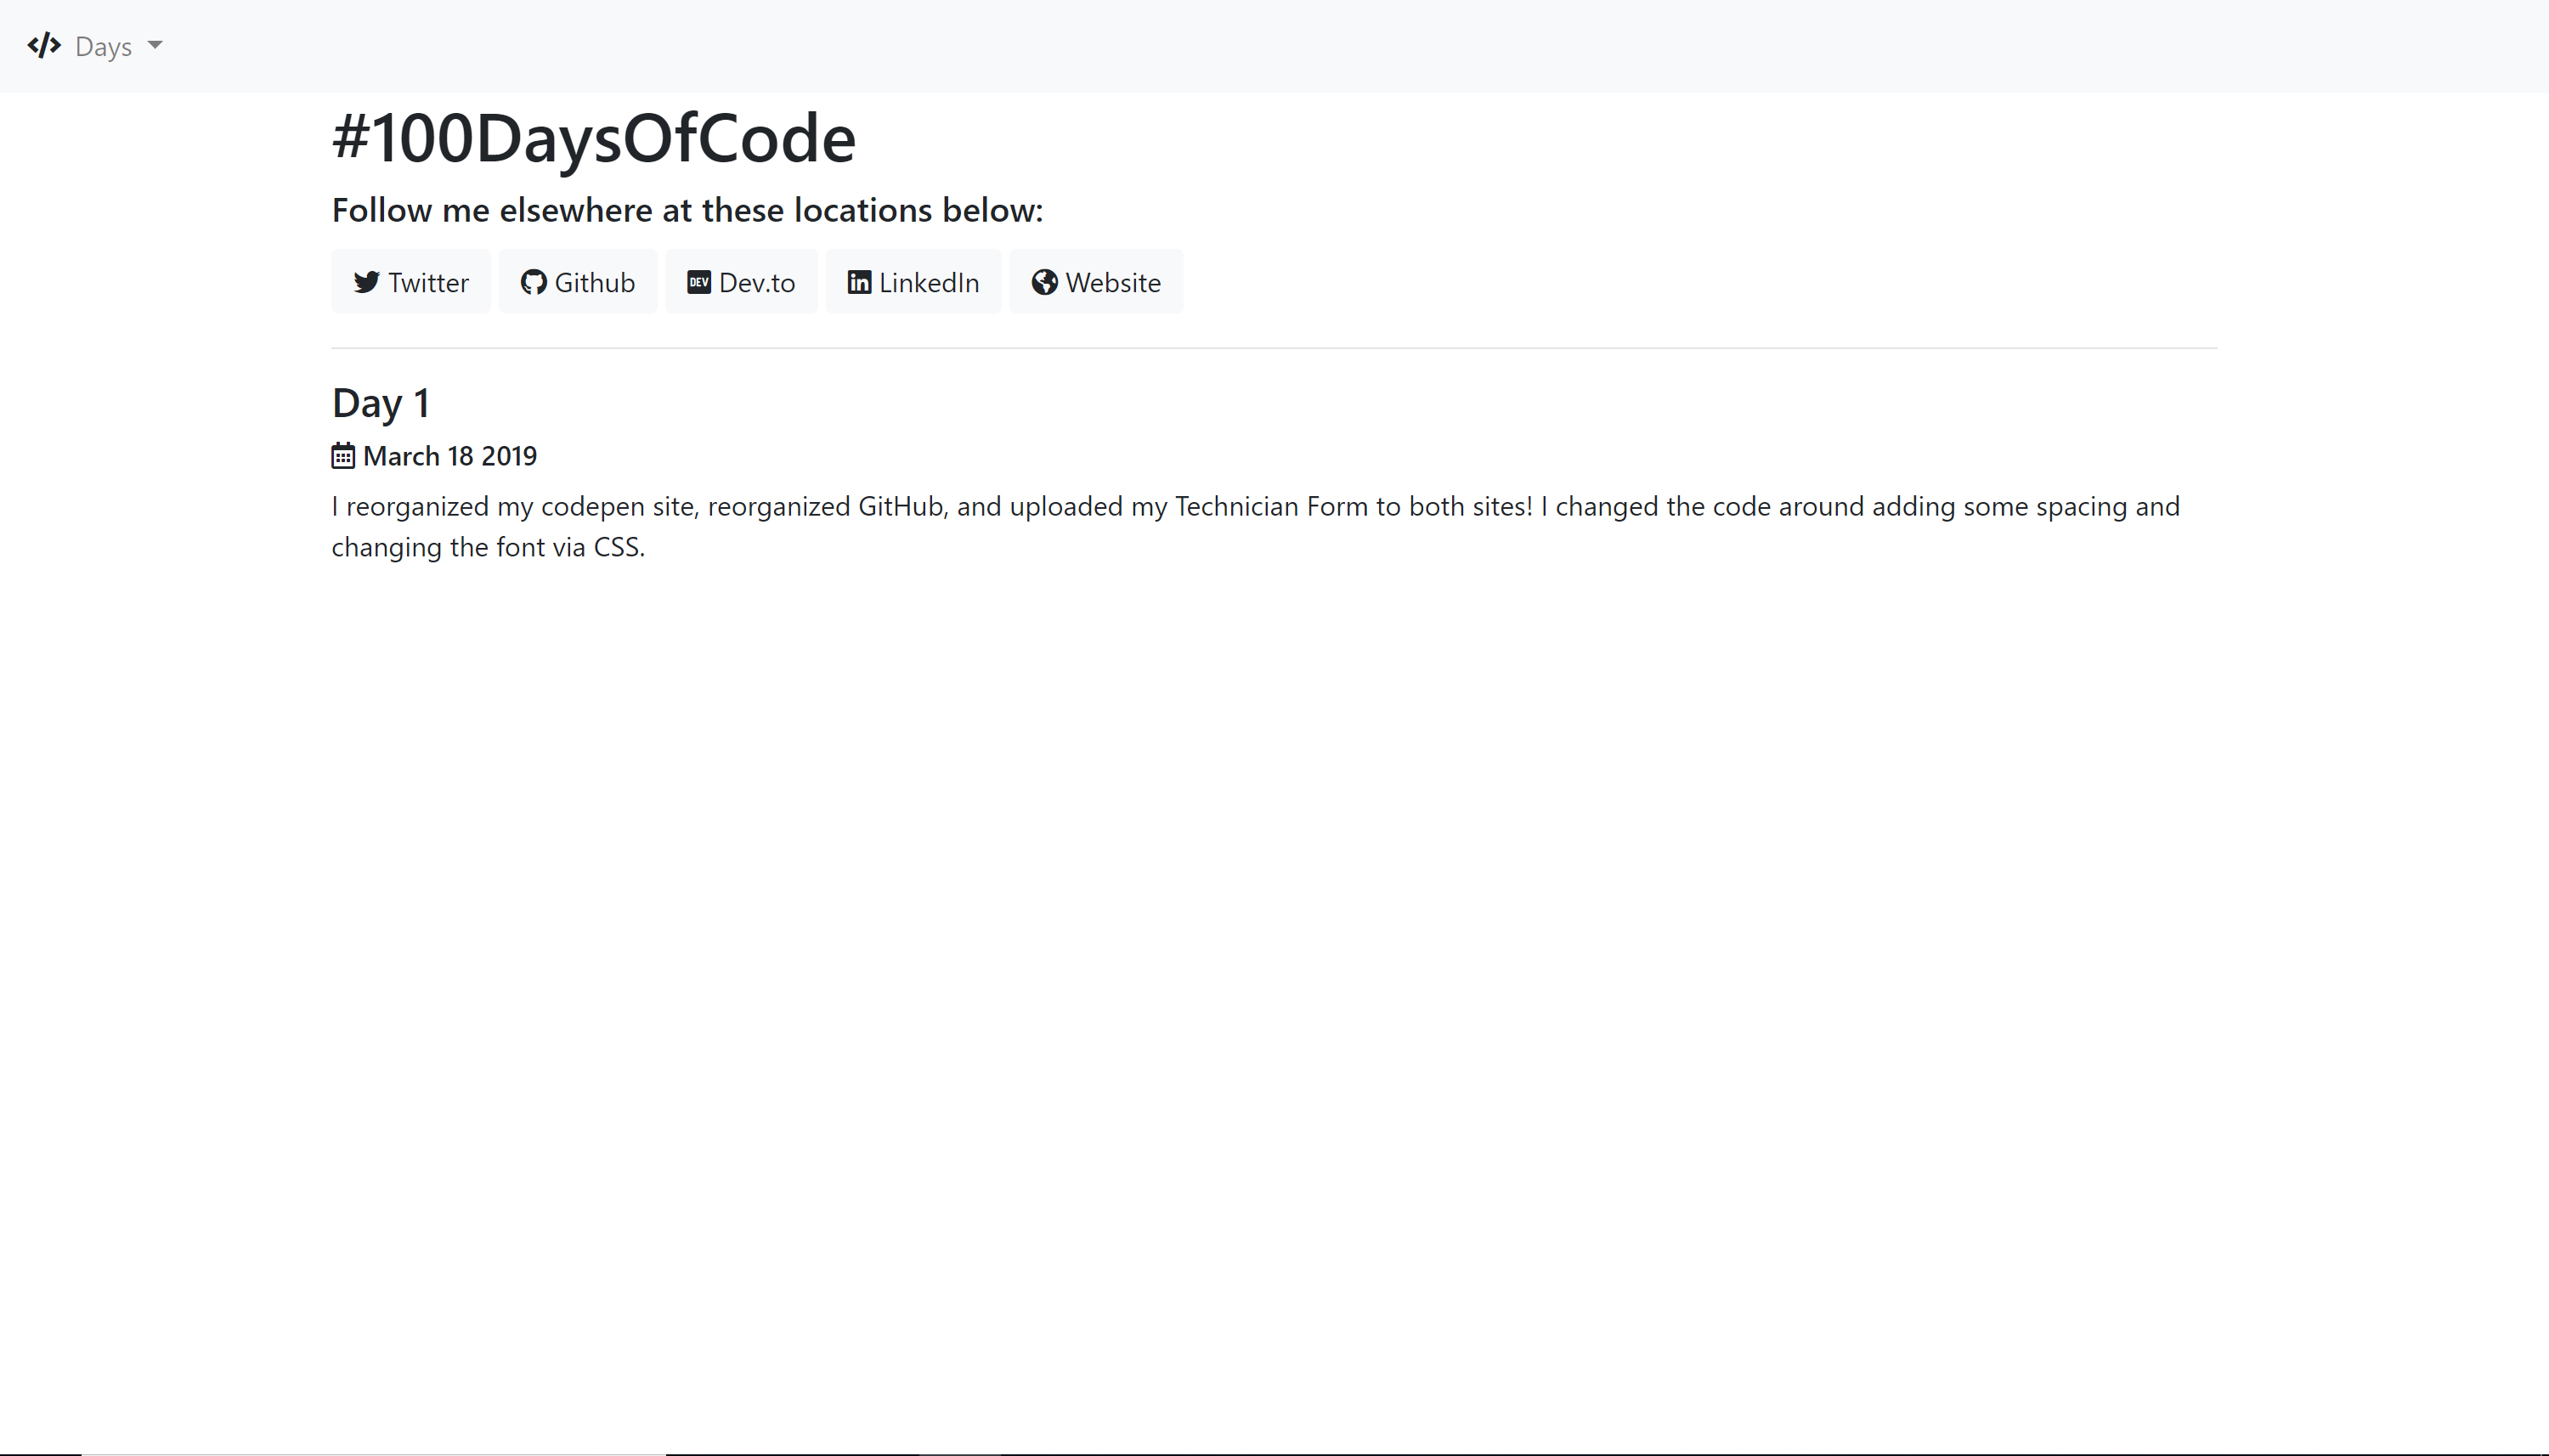 </> Days
#100DaysOfCode
Follow me elsewhere at these locations below:
Twitter Github DEV Dev.to in LinkedIn Website
Day 1
March 18 2019
I reorganized my codepen site, reorganized GitHub, and uploaded my Technician Form to both sites! I changed the code around adding some spacing and
changing the font via CSS.